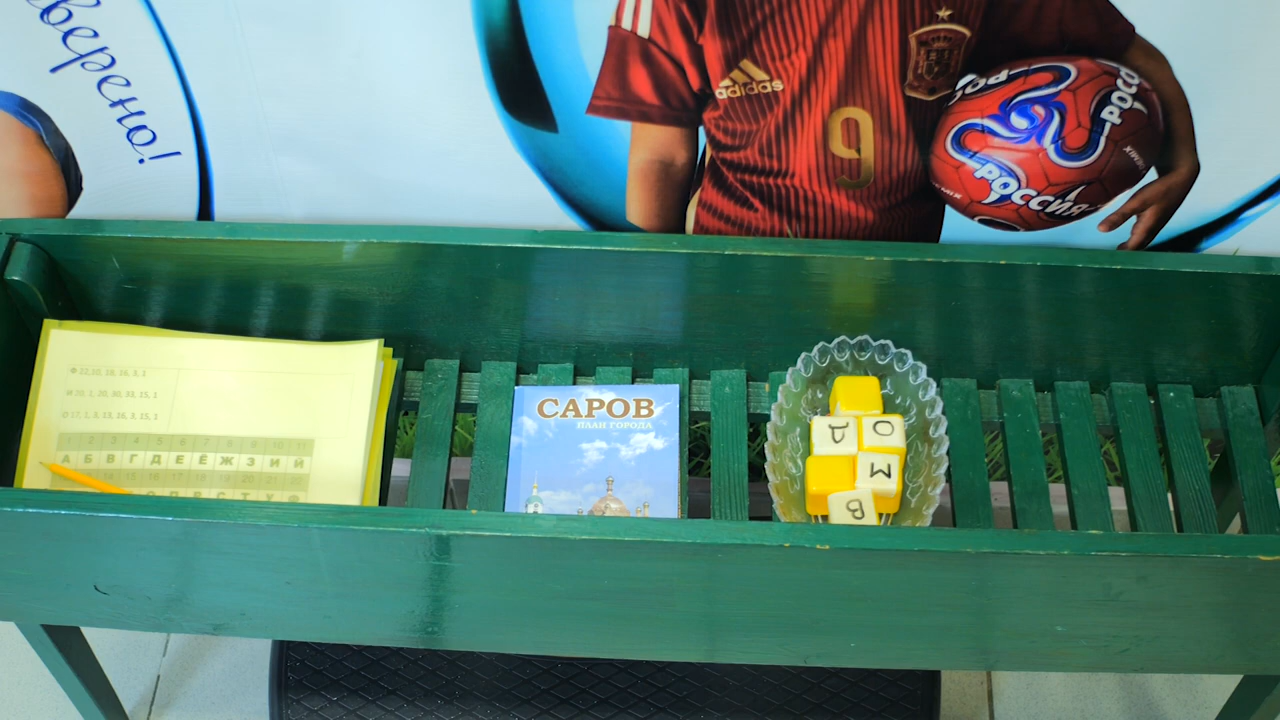 верено!
adidas
9
РОССИЯ
РОСС
Ф 22, 10, 18, 16, 3, 1
И 20, 1, 20, 30, 33, 15, 1
О 17, 1, 3, 13, 16, 3, 15, 1
2 3 4 5 6 7 8 9 10 11
А Б В Г Д Е Ё Ж З И Й
САРОВ
ПЛАН ГОРОДА
Д О
М
В